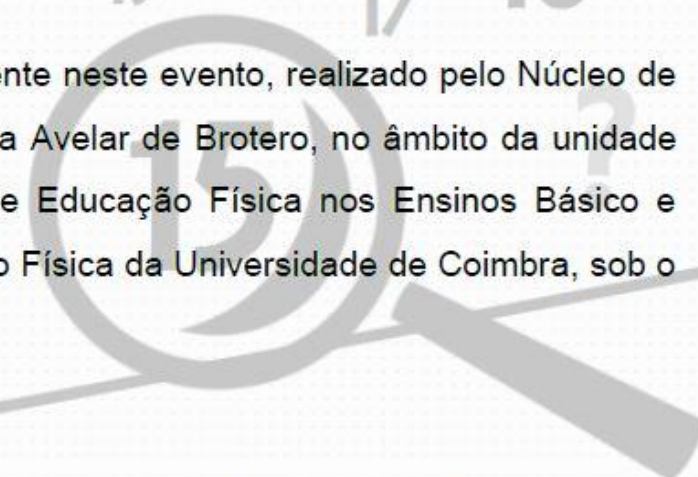 ente neste evento, realizado pelo Núcleo de
a Avelar de Brotero, no âmbito da unidade
e Educação Física nos Ensinos Básico e
o Física da Universidade de Coimbra, sob o
15
?